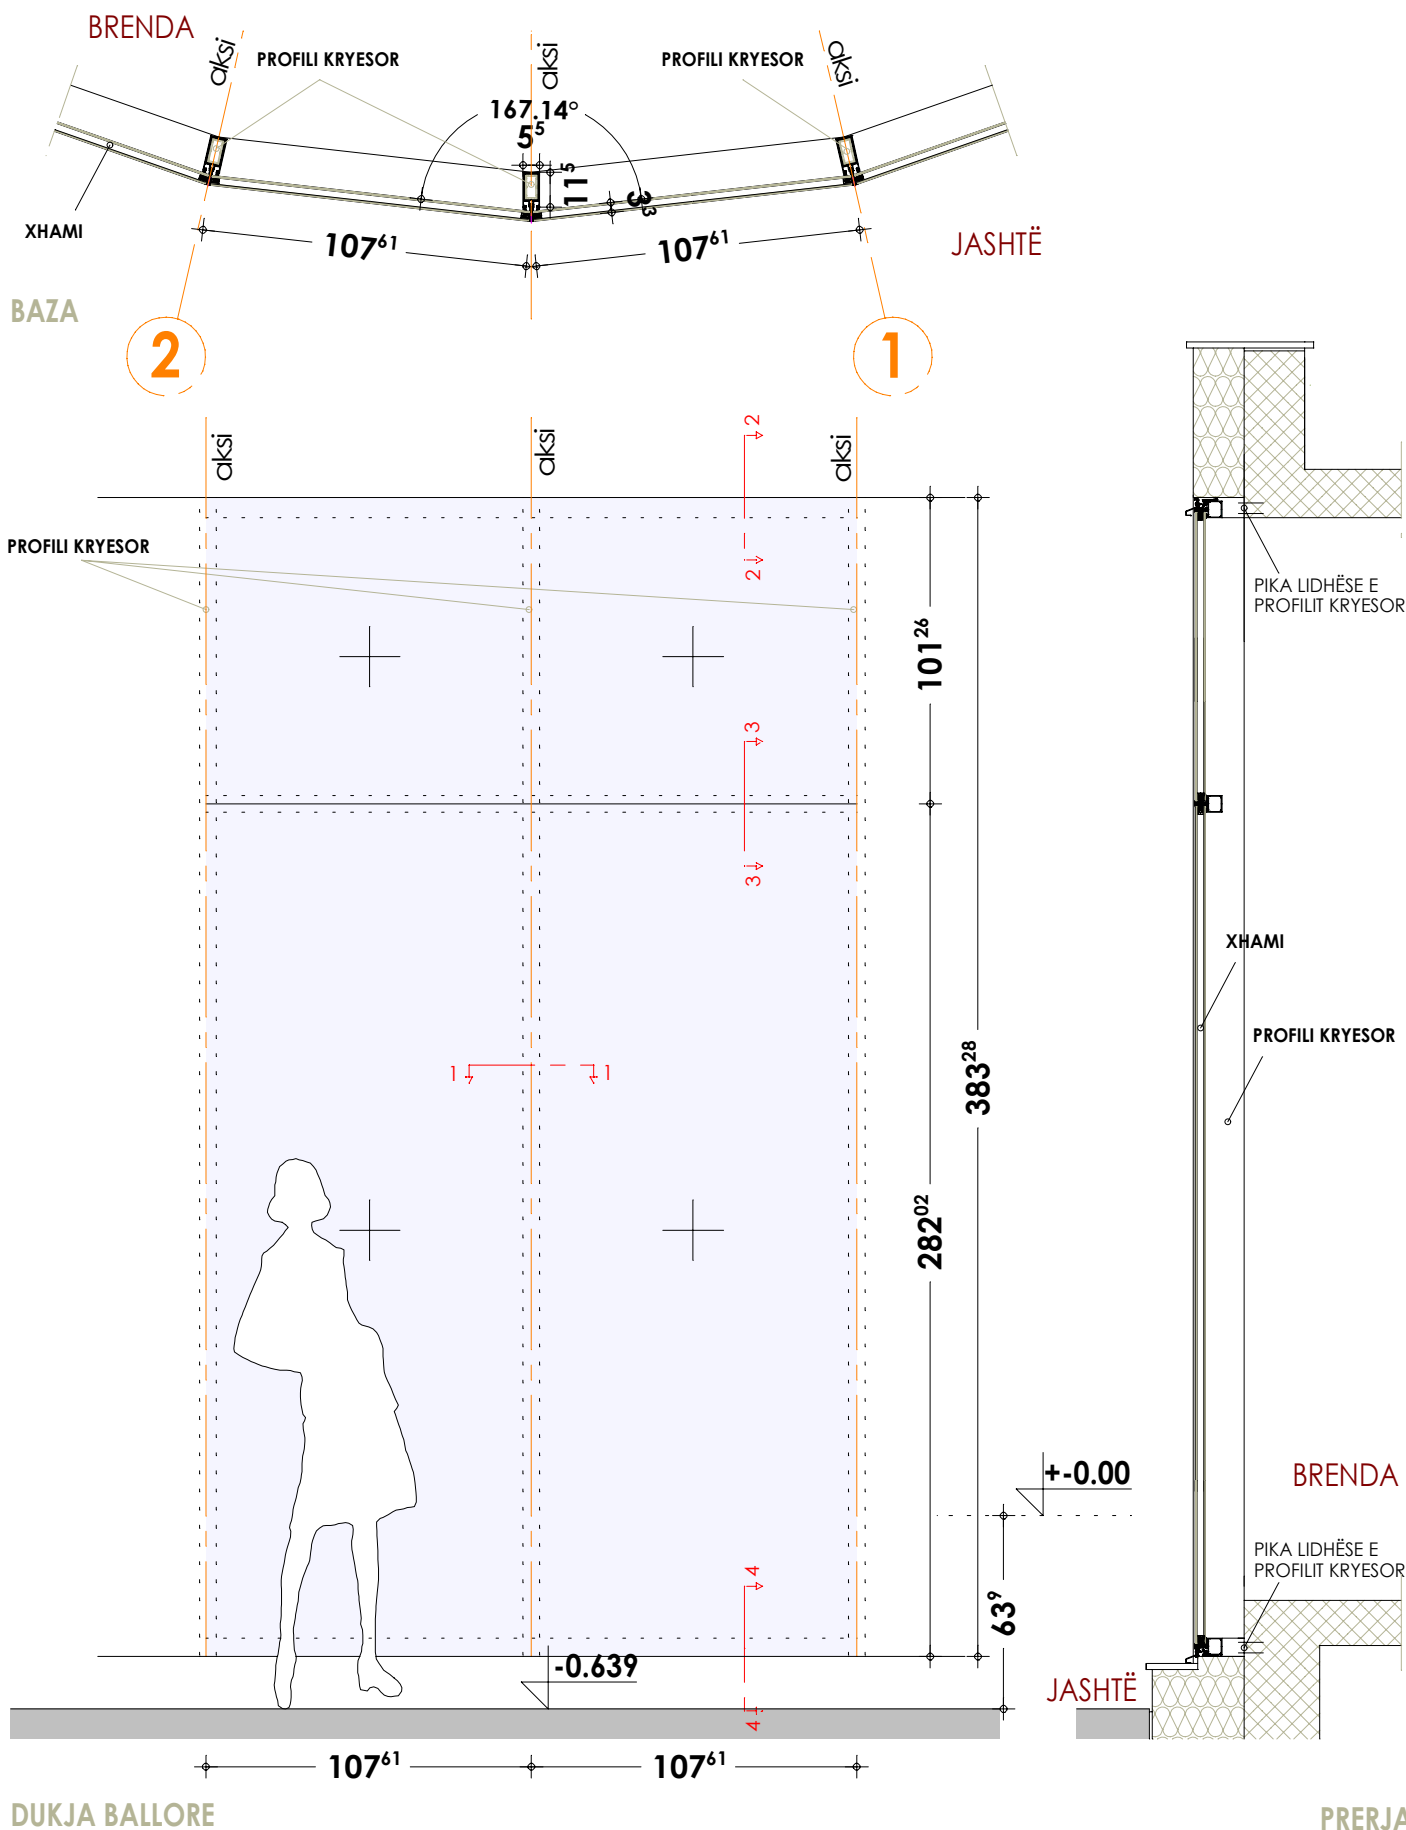 BRENDA
aksi
PROFILI KRYESOR
aksi
PROFILI KRYESOR
aksi
167.14°
5⁵
11⁵
3³
XHAMI
107⁶¹
107⁶¹
JASHTË
BAZA
2
1
aksi
aksi
aksi
2
2
PROFILI KRYESOR
PIKA LIDHËSE E
PROFILIT KRYESOR
101²⁶
3
3
XHAMI
PROFILI KRYESOR
1
1
383²⁸
282⁰²
+-0.00
BRENDA
PIKA LIDHËSE E
PROFILIT KRYESOR
4
63⁹
-0.639
JASHTË
4
107⁶¹
107⁶¹
DUKJA BALLORE
PRERJA